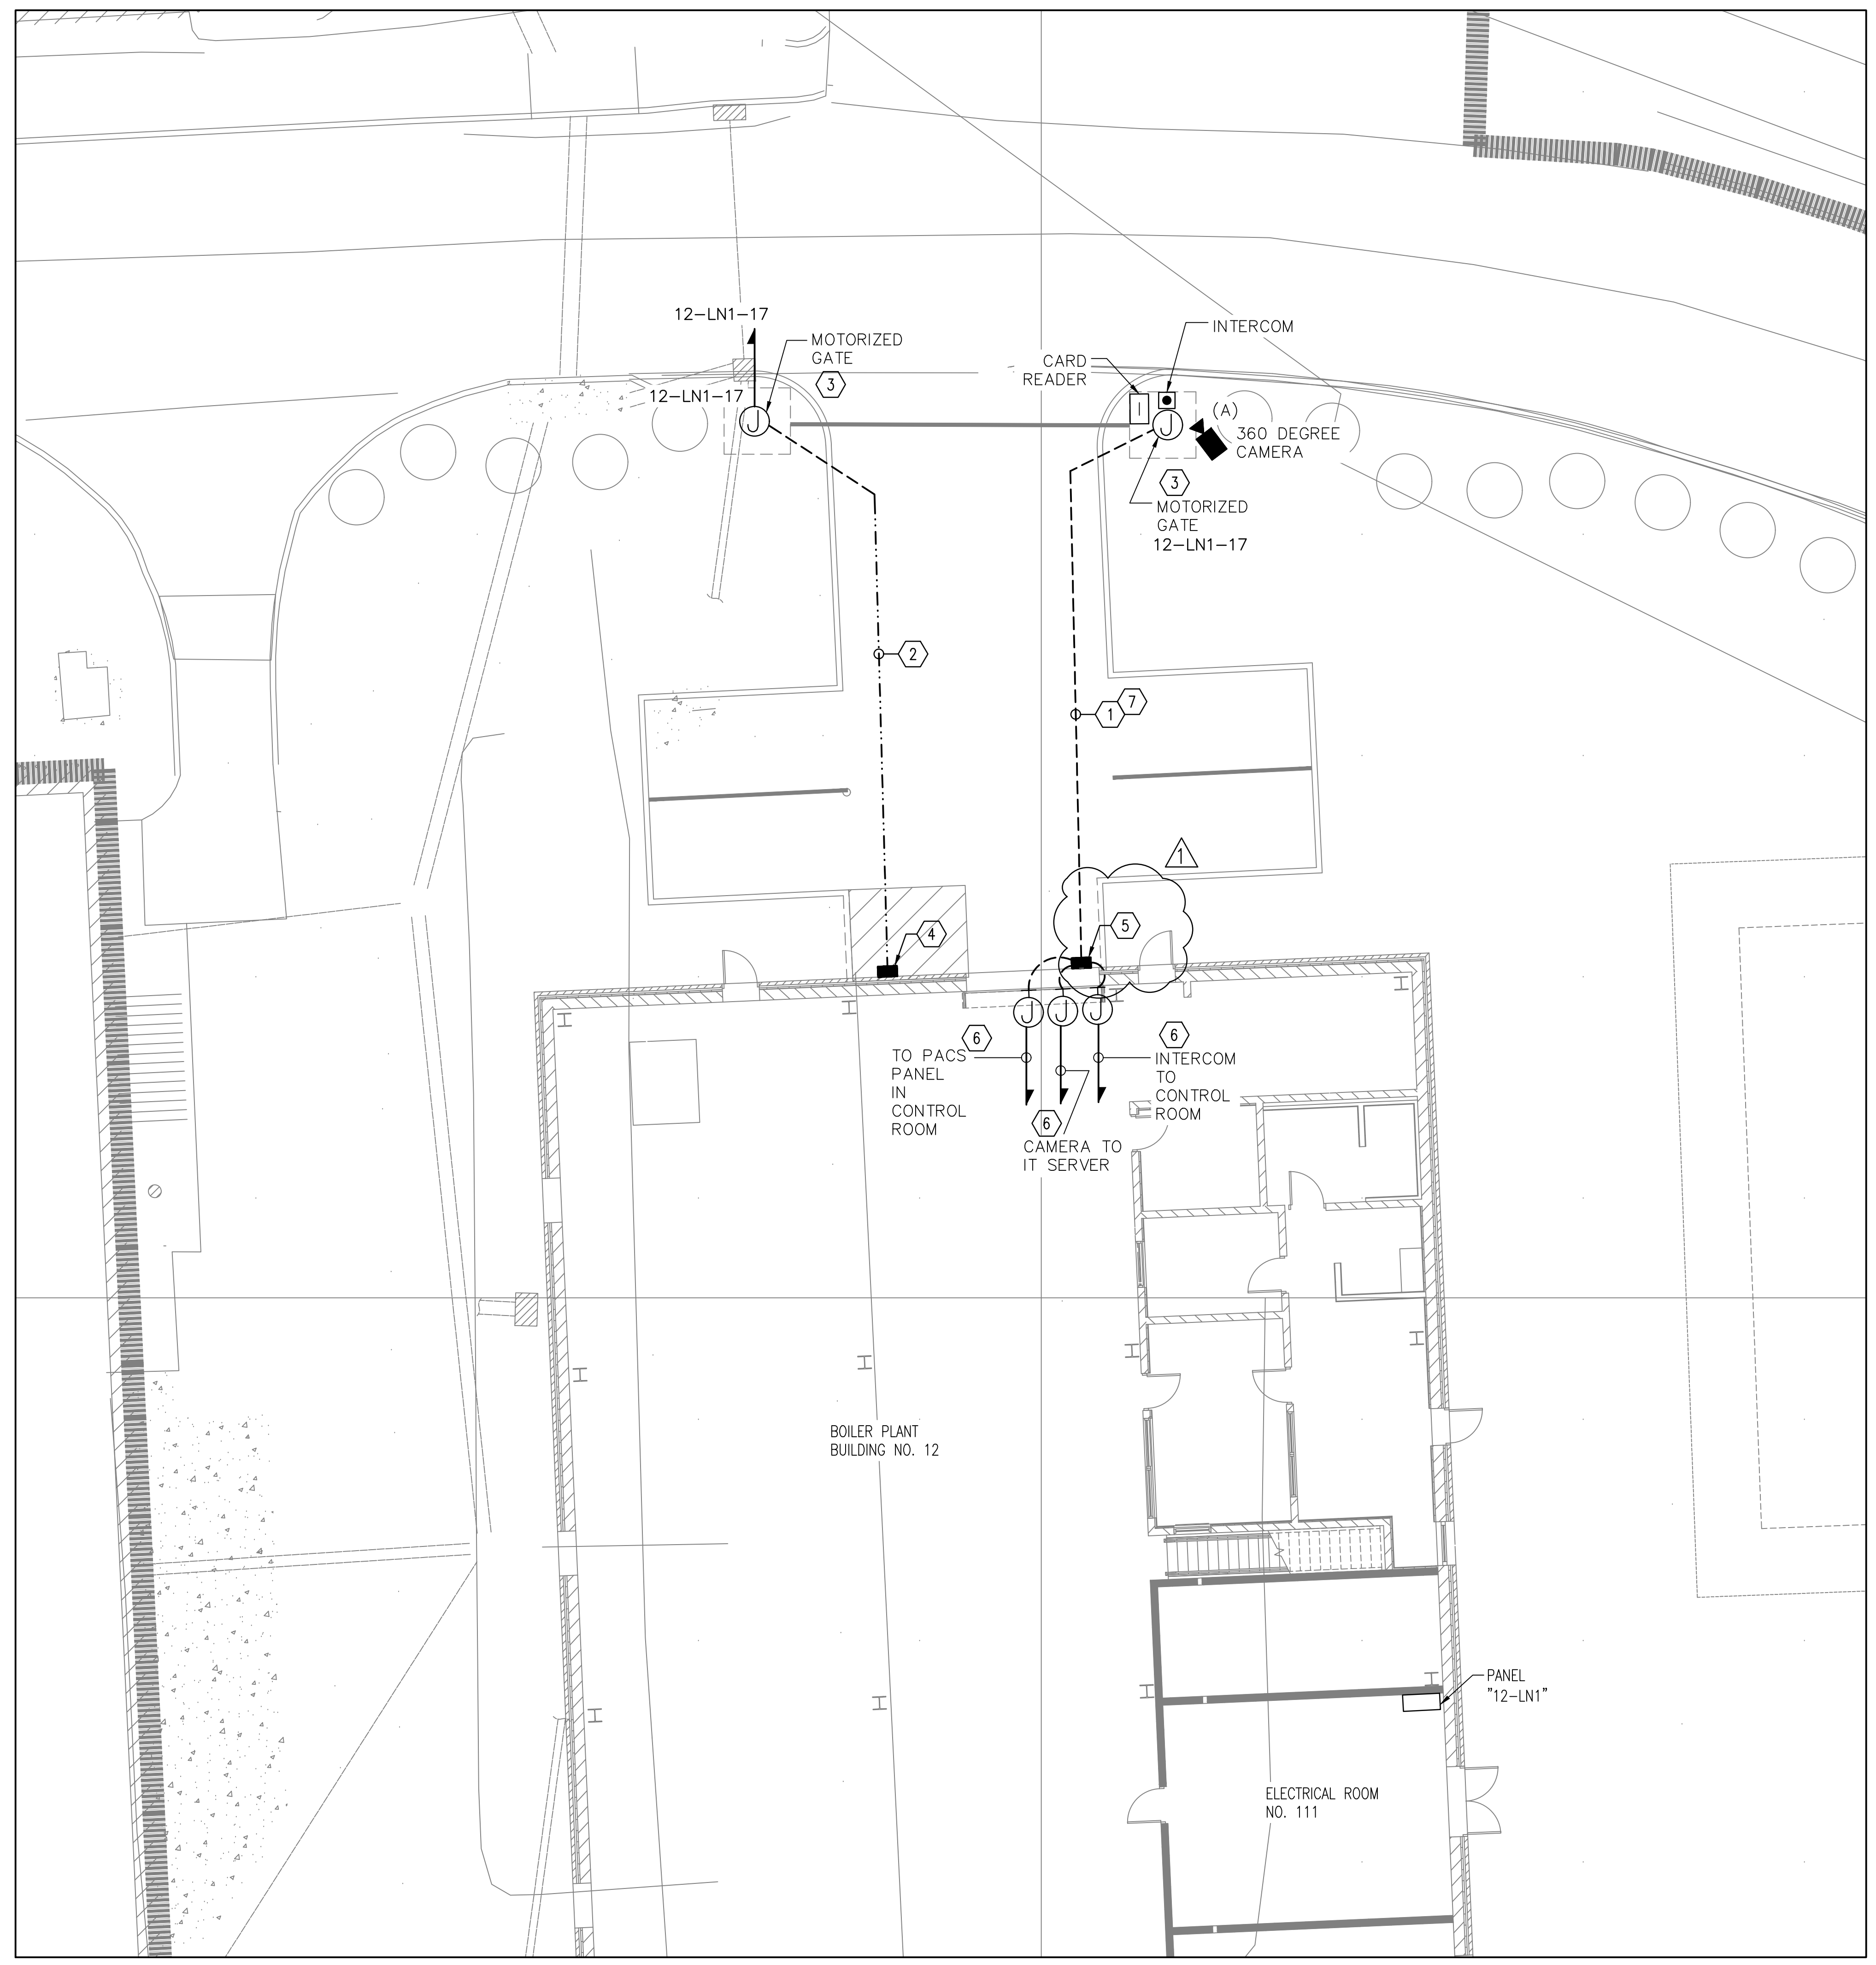 12-LN1-17
MOTORIZED
GATE
3
12-LN1-17
J
INTERCOM
CARD
READER
J
(A)
360 DEGREE
CAMERA
3
MOTORIZED
GATE
12-LN1-17
2
1
7
1
4
5
J
J
J
6
TO PACS
PANEL
IN
CONTROL
ROOM
6
INTERCOM
TO
CONTROL
ROOM
6
CAMERA TO
IT SERVER
BOILER PLANT
BUILDING NO. 12
PANEL
"12-LN1"
ELECTRICAL ROOM
NO. 111